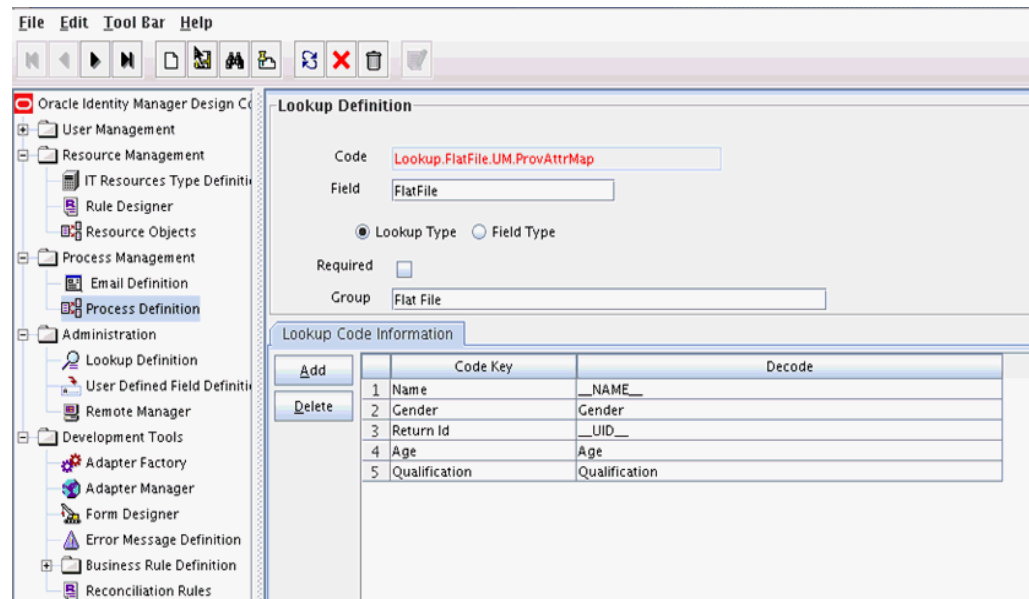 File Edit Tool Bar Help
Oracle Identity Manager Design Co
User Management
Resource Management
IT Resources Type Definiti
Rule Designer
Resource Objects
Process Management
Email Definition
Process Definition
Administration
Lookup Definition
User Defined Field Definiti
Remote Manager
Development Tools
Adapter Factory
Adapter Manager
Form Designer
Error Message Definition
Business Rule Definition
Reconciliation Rules
Lookup Definition
Code Lookup.FlatFile.UM.ProvAttrMap
Field FlatFile
Lookup Type Field Type
Required
Group Flat File
Lookup Code Information
Add
Delete
Code Key Decode
1 Name __NAME__
2 Gender Gender
3 Return Id __UID__
4 Age Age
5 Qualification Qualification